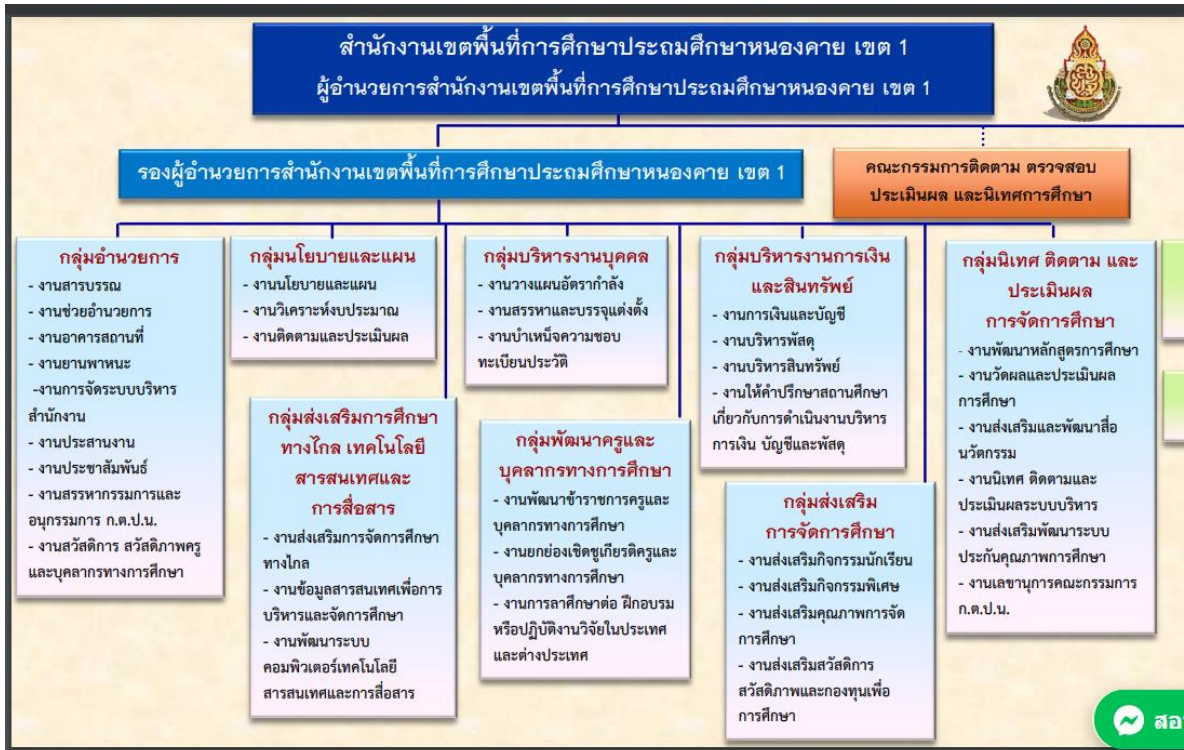 สำนักงานเขตพื้นที่การศึกษาประถมศึกษาหนองคาย เขต 1
ผู้อำนวยการสำนักงานเขตพื้นที่การศึกษาประถมศึกษาหนองคาย เขต 1
รองผู้อำนวยการสำนักงานเขตพื้นที่การศึกษาประถมศึกษาหนองคาย เขต 1
คณะกรรมการติดตาม ตรวจสอบ
ประเมินผล และนิเทศการศึกษา
กลุ่มอำนวยการ
- งานสารบรรณ
- งานช่วยอำนวยการ
- งานอาคารสถานที่
- งานยานพาหนะ
-งานการจัดระบบบริหาร
สำนักงาน
- งานประสานงาน
- งานประชาสัมพันธ์
- งานสรรหากรรมการและ
อนุกรรมการ ก.ต.ป.น.
- งานสวัสดิการ สวัสดิภาพครู
และบุคลากรทางการศึกษา
กลุ่มนโยบายและแผน
- งานนโยบายและแผน
- งานวิเคราะห์งบประมาณ
- งานติดตามและประเมินผล
กลุ่มส่งเสริมการศึกษา
ทางไกล เทคโนโลยี
สารสนเทศและ
การสื่อสาร
- งานส่งเสริมการจัดการศึกษา
ทางไกล
- งานข้อมูลสารสนเทศเพื่อการ
บริหารและจัดการศึกษา
- งานพัฒนาระบบ
คอมพิวเตอร์เทคโนโลยี
สารสนเทศและการสื่อสาร
กลุ่มบริหารงานบุคคล
- งานวางแผนอัตรากำลัง
- งานสรรหาและบรรจุแต่งตั้ง
- งานบำเหน็จความชอบ
ทะเบียนประวัติ
กลุ่มพัฒนาครูและ
บุคลากรทางการศึกษา
- งานพัฒนาข้าราชการครูและ
บุคลากรทางการศึกษา
- งานยกย่องเชิดชูเกียรติครูและ
บุคลากรทางการศึกษา
- งานการลาศึกษาต่อ ฝึกอบรม
หรือปฏิบัติงานวิจัยในประเทศ
และต่างประเทศ
กลุ่มบริหารงานการเงิน
และสินทรัพย์
- งานการเงินและบัญชี
- งานบริหารพัสดุ
- งานบริหารสินทรัพย์
- งานให้คำปรึกษาสถานศึกษา
เกี่ยวกับการดำเนินงานบริหาร
การเงิน บัญชีและพัสดุ
กลุ่มส่งเสริม
การจัดการศึกษา
- งานส่งเสริมกิจกรรมนักเรียน
- งานส่งเสริมกิจกรรมพิเศษ
- งานส่งเสริมคุณภาพการจัด
การศึกษา
- งานส่งเสริมสวัสดิการ
สวัสดิภาพและกองทุนเพื่อ
การศึกษา
กลุ่มนิเทศ ติดตาม และ
ประเมินผล
การจัดการศึกษา
- งานพัฒนาหลักสูตรการศึกษา
- งานวัดผลและประเมินผล
การศึกษา
- งานส่งเสริมและพัฒนาสื่อ
นวัตกรรม
- งานนิเทศ ติดตามและ
ประเมินผลระบบบริหาร
- งานส่งเสริมพัฒนาระบบ
ประกันคุณภาพการศึกษา
- งานเลขานุการคณะกรรมการ
ก.ต.ป.น.